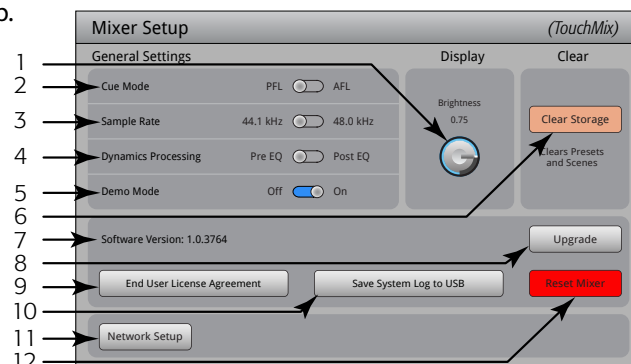 p.
Mixer Setup (TouchMix)
General Settings Display Clear
1
2 Cue Mode PFL AFL
Brightness
3 Sample Rate 44.1 kHz 48.0 kHz 0.75 Clear Storage
4 Dynamics Processing Pre EQ Post EQ Clears Presets
and Scenes
5 Demo Mode Off On
6
7 Software Version: 1.0.3764 Upgrade
8
9 End User License Agreement Save System Log to USB Reset Mixer
10
11 Network Setup
12